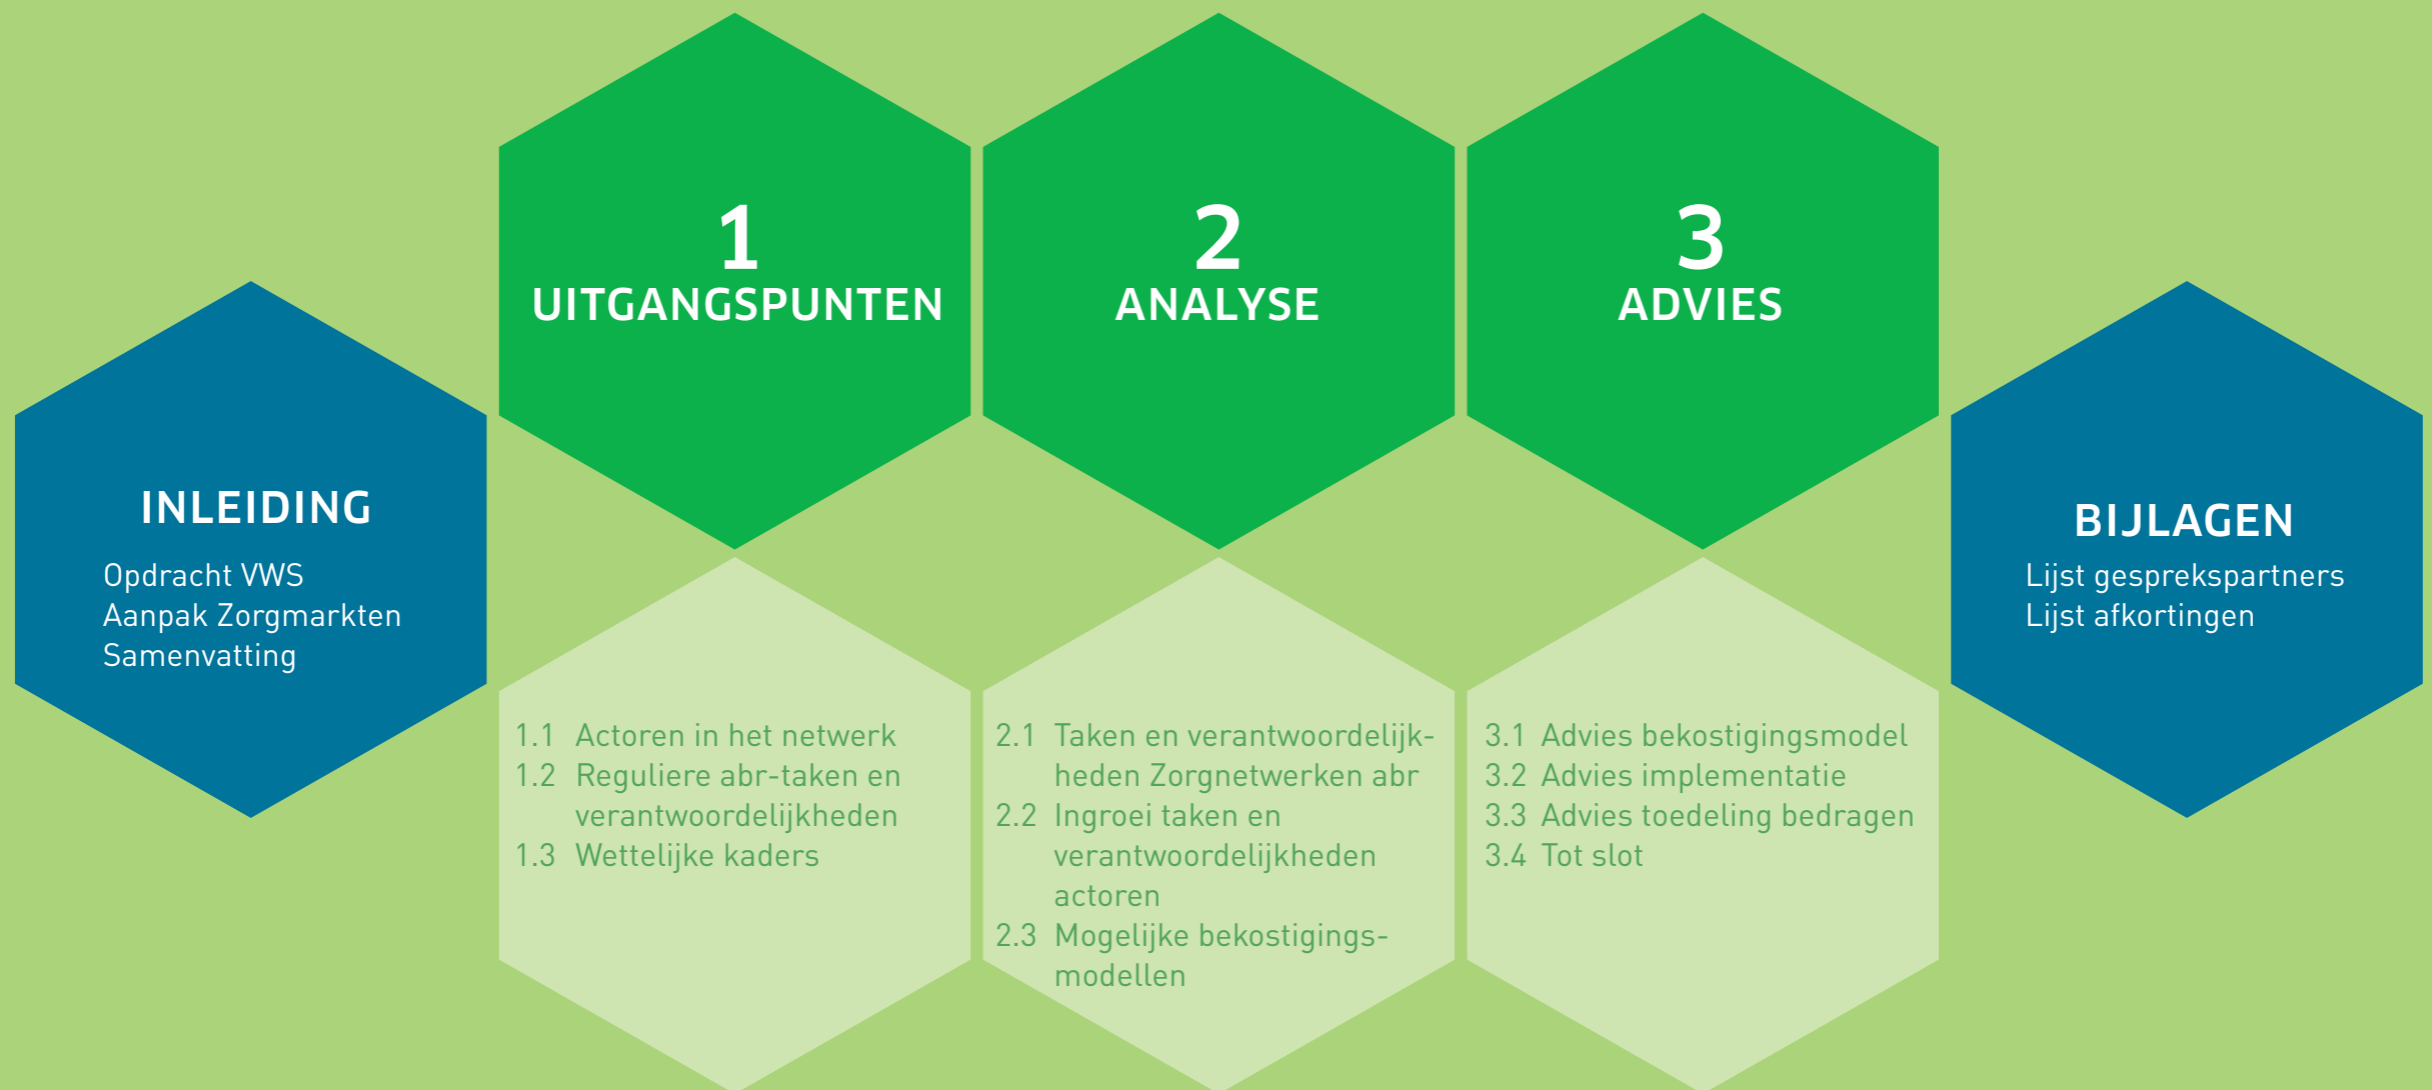 INLEIDING
Opdracht VWS
Aanpak Zorgmarkten
Samenvatting
1
UITGANGSPUNTEN
1.1 Actoren in het netwerk
1.2 Reguliere abr-taken en
verantwoordelijkheden
1.3 Wettelijke kaders
2
ANALYSE
2.1 Taken en verantwoordelijk-
heden Zorgnetwerken abr
2.2 Ingroei taken en
verantwoordelijkheden
actoren
2.3 Mogelijke bekostigings-
modellen
3
ADVIES
3.1 Advies bekostigingsmodel
3.2 Advies implementatie
3.3 Advies toedeling bedragen
3.4 Tot slot
BIJLAGEN
Lijst gesprekspartners
Lijst afkortingen